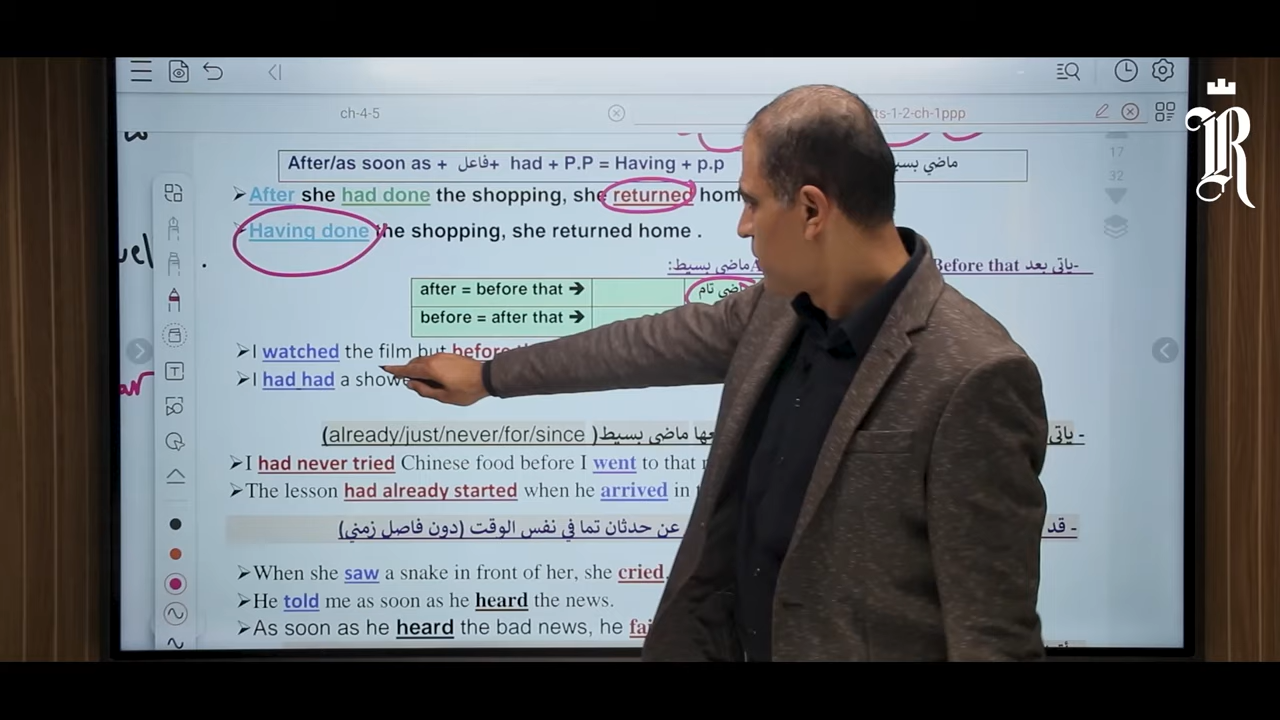 ch-4-5
ts-1-2-ch-1ppp
17
32
After/as soon as + فاعل+ had + P.P = Having + p.p ماضي
After she had done the shopping, she returned
Having done the shopping, she returned home .
-ياتى بعد Before that ماضي بسيط:
after = before that → ماضي تام
before = after that →
I watched the film but before
I had had a
(already/just/never/for/since )ماضي بسيط
I had never tried Chinese food before I went to that
The lesson had already started when he arrived in
- قد عن حدثان تما في نفس الوقت (دون فاصل زمني)
When she saw a snake in front of her, she cried
He told me as soon as he heard the news.
As soon as he heard the bad news, he
R